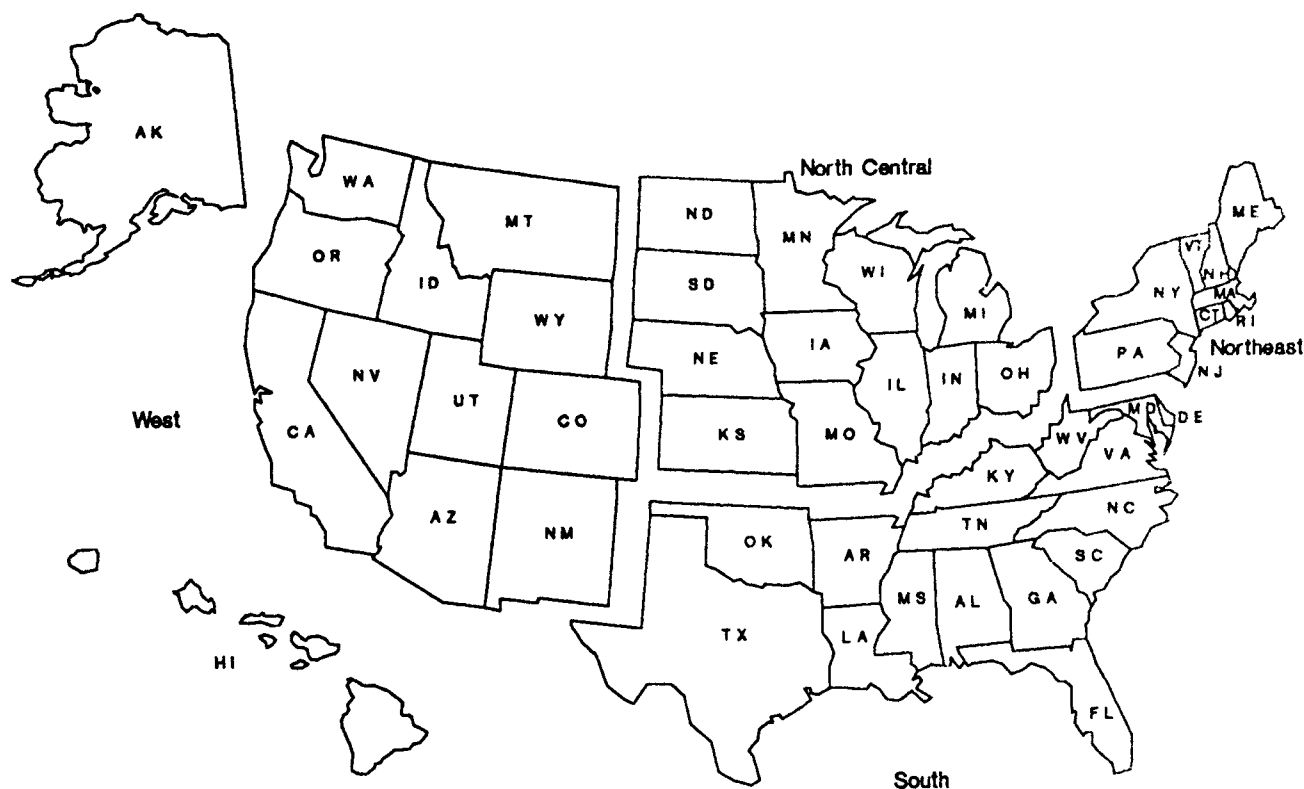 AK
WA
MT
OR
ID
WY
NV
UT
CO
CA
AZ
NM
West
HI
North Central
ND
MN
SD
WI
MI
NE
IA
IL
IN
OH
KS
MO
ME
VT
NH
NY
MA
CT
RI
PA
Northeast
NJ
MD
DE
WV
VA
KY
NC
TN
OK
AR
SC
MS
AL
GA
TX
LA
FL
South